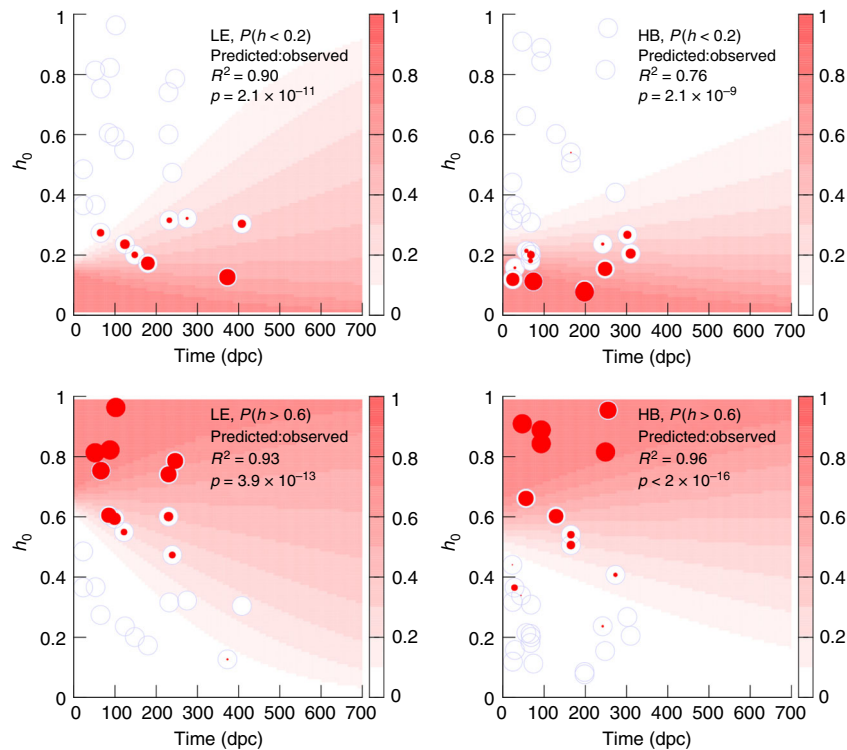 1
0.8
0.6
0.4
0.2
0
h₀
LE, P(h < 0.2)
Predicted:observed
R² = 0.90
p = 2.1 × 10⁻¹¹
0 100 200 300 400 500 600 700
Time (dpc)
1
0.8
0.6
0.4
0.2
0
1
0.8
0.6
0.4
0.2
0
h₀
HB, P(h < 0.2)
Predicted:observed
R² = 0.76
p = 2.1 × 10⁻⁹
0 100 200 300 400 500 600 700
Time (dpc)
1
0.8
0.6
0.4
0.2
0
1
0.8
0.6
0.4
0.2
0
h₀
LE, P(h > 0.6)
Predicted:observed
R² = 0.93
p = 3.9 × 10⁻¹³
0 100 200 300 400 500 600 700
Time (dpc)
1
0.8
0.6
0.4
0.2
0
1
0.8
0.6
0.4
0.2
0
h₀
HB, P(h > 0.6)
Predicted:observed
R² = 0.96
p < 2 × 10⁻¹⁶
0 100 200 300 400 500 600 700
Time (dpc)
1
0.8
0.6
0.4
0.2
0